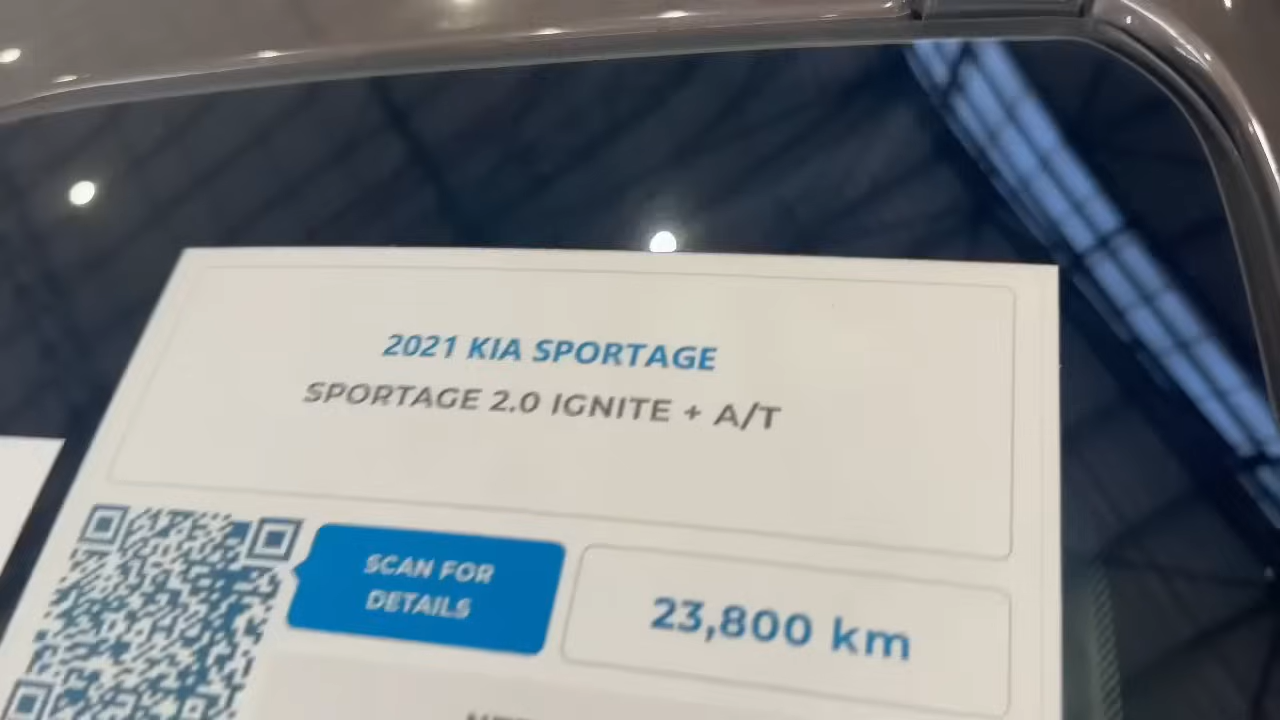 2021 KIA SPORTAGE
SPORTAGE 2.0 IGNITE + A/T
SCAN FOR
DETAILS
23,800 km